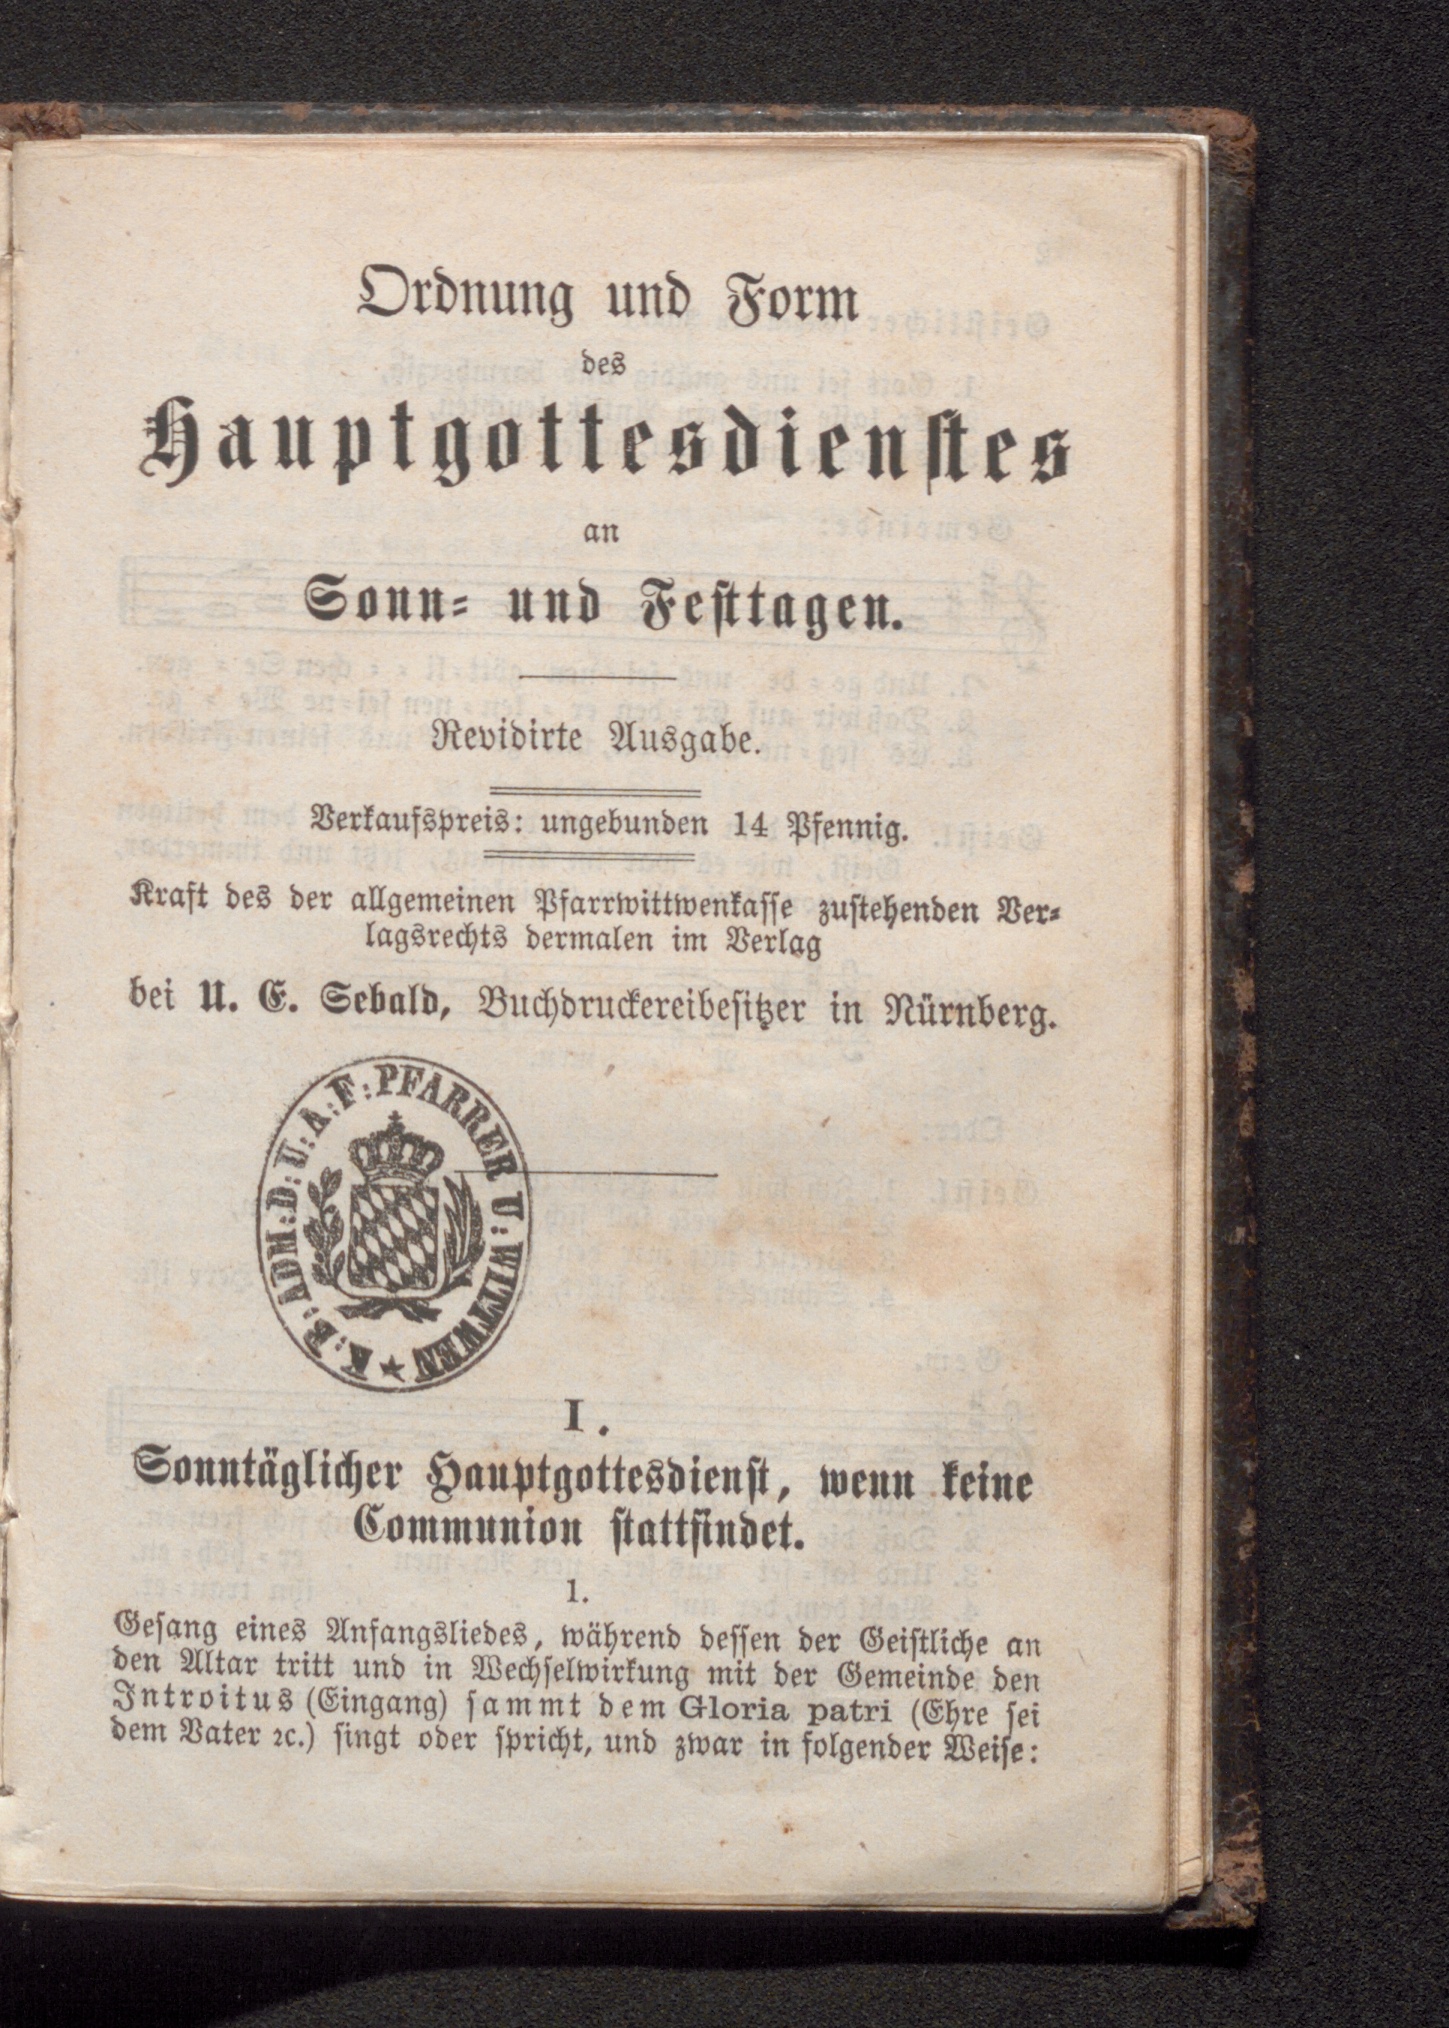 Ordnung und Form
des
Hauptgottesdienstes
an
Sonn- und Festtagen.
Revidirte Ausgabe.
Verkaufspreis: ungebunden 14 Pfennig.
Kraft des der allgemeinen Pfarrwittwenkasse zustehenden Ver-
lagsrechts dermalen im Verlag
bei U. E. Sebald, Buchdruckereibesitzer in Nürnberg.
K: B: ADM: D: U: A: F: PFARRER U: WITTWEN
I.
Sonntäglicher Hauptgottesdienst, wenn keine
Communion stattfindet.
1.
Gesang eines Anfangsliedes, während dessen der Geistliche an
den Altar tritt und in Wechselwirkung mit der Gemeinde den
Introitus (Eingang) sammt dem Gloria patri (Ehre sei
dem Vater ꝛc.) singt oder spricht, und zwar in folgender Weise: